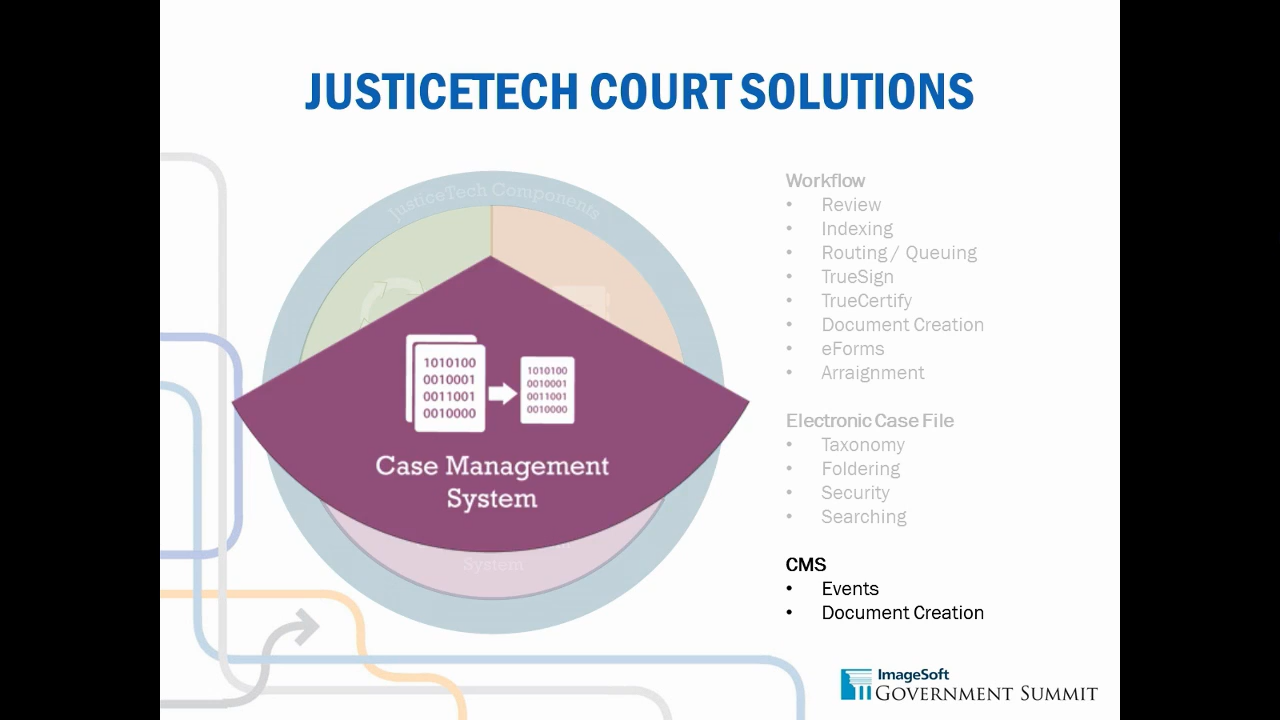 JUSTICETECH COURT SOLUTIONS
JusticeTech Components
1010100
0010001
0011001
0010000
1010100
0010001
0011001
0010000
Case Management
System
System
Workflow
• Review
• Indexing
• Routing / Queuing
• TrueSign
• TrueCertify
• Document Creation
• eForms
• Arraignment
Electronic Case File
• Taxonomy
• Foldering
• Security
• Searching
CMS
• Events
• Document Creation
ImageSoft
GOVERNMENT SUMMIT